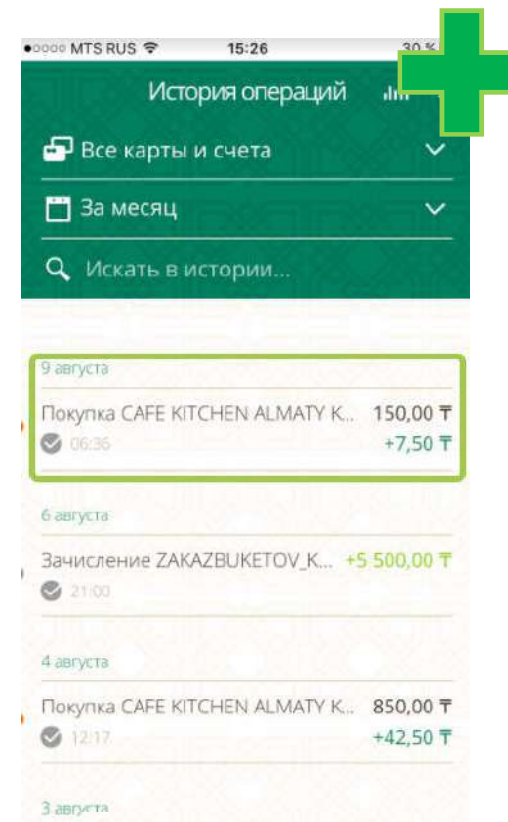 MTS RUS 15:26 30 %
История операций
Все карты и счета
За месяц
Искать в истории...
9 августа
Покупка CAFE KITCHEN ALMATY K... 150,00 ₸
06:36 +7,50 ₸
6 августа
Зачисление ZAKAZBUKETOV_K... +5 500,00 ₸
21:00
4 августа
Покупка CAFE KITCHEN ALMATY K... 850,00 ₸
12:17 +42,50 ₸
3 августа